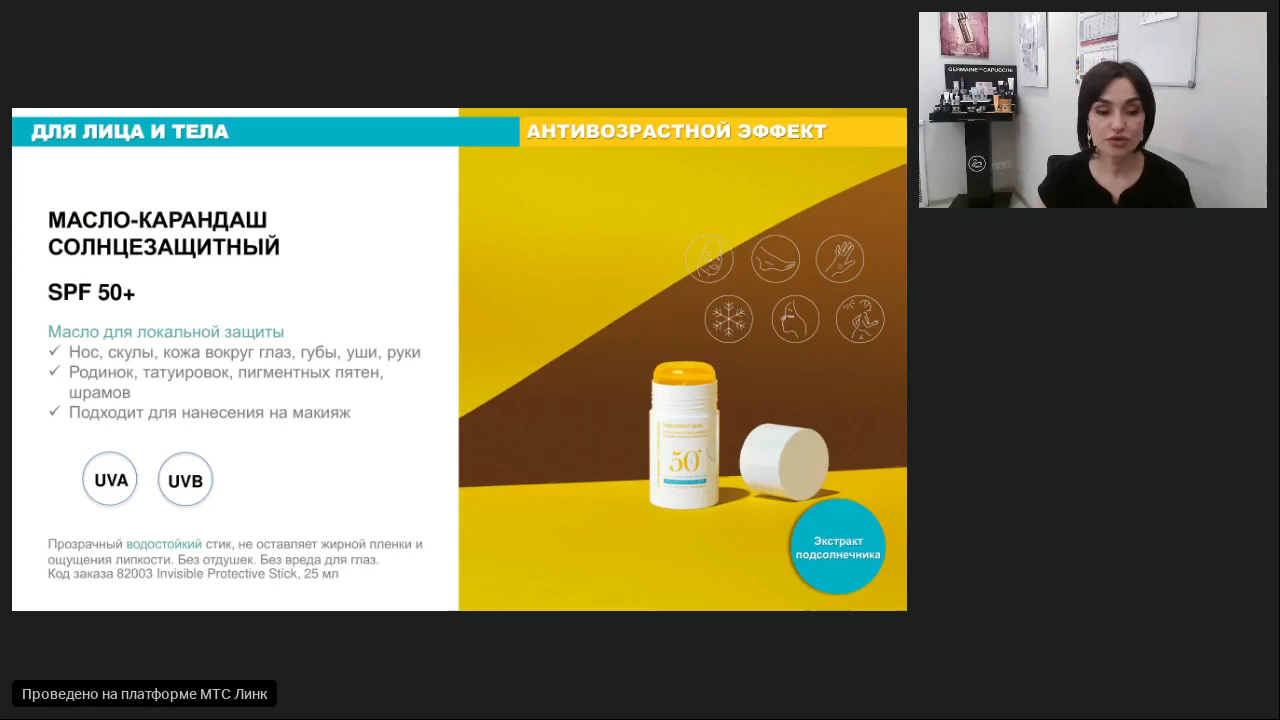 ДЛЯ ЛИЦА И ТЕЛА
АНТИВОЗРАСТНОЙ ЭФФЕКТ
МАСЛО-КАРАНДАШ
СОЛНЦЕЗАЩИТНЫЙ
SPF 50+
Масло для локальной защиты
✓ Нос, скулы, кожа вокруг глаз, губы, уши, руки
✓ Родинок, татуировок, пигментных пятен,
шрамов
✓ Подходит для нанесения на макияж
UVA
UVB
Прозрачный водостойкий стик, не оставляет жирной пленки и
ощущения липкости. Без отдушек. Без вреда для глаз.
Код заказа 82003 Invisible Protective Stick, 25 мл
50+
Экстракт
подсолнечника
GERMAINE DE CAPUCCINI
Проведено на платформе МТС Линк